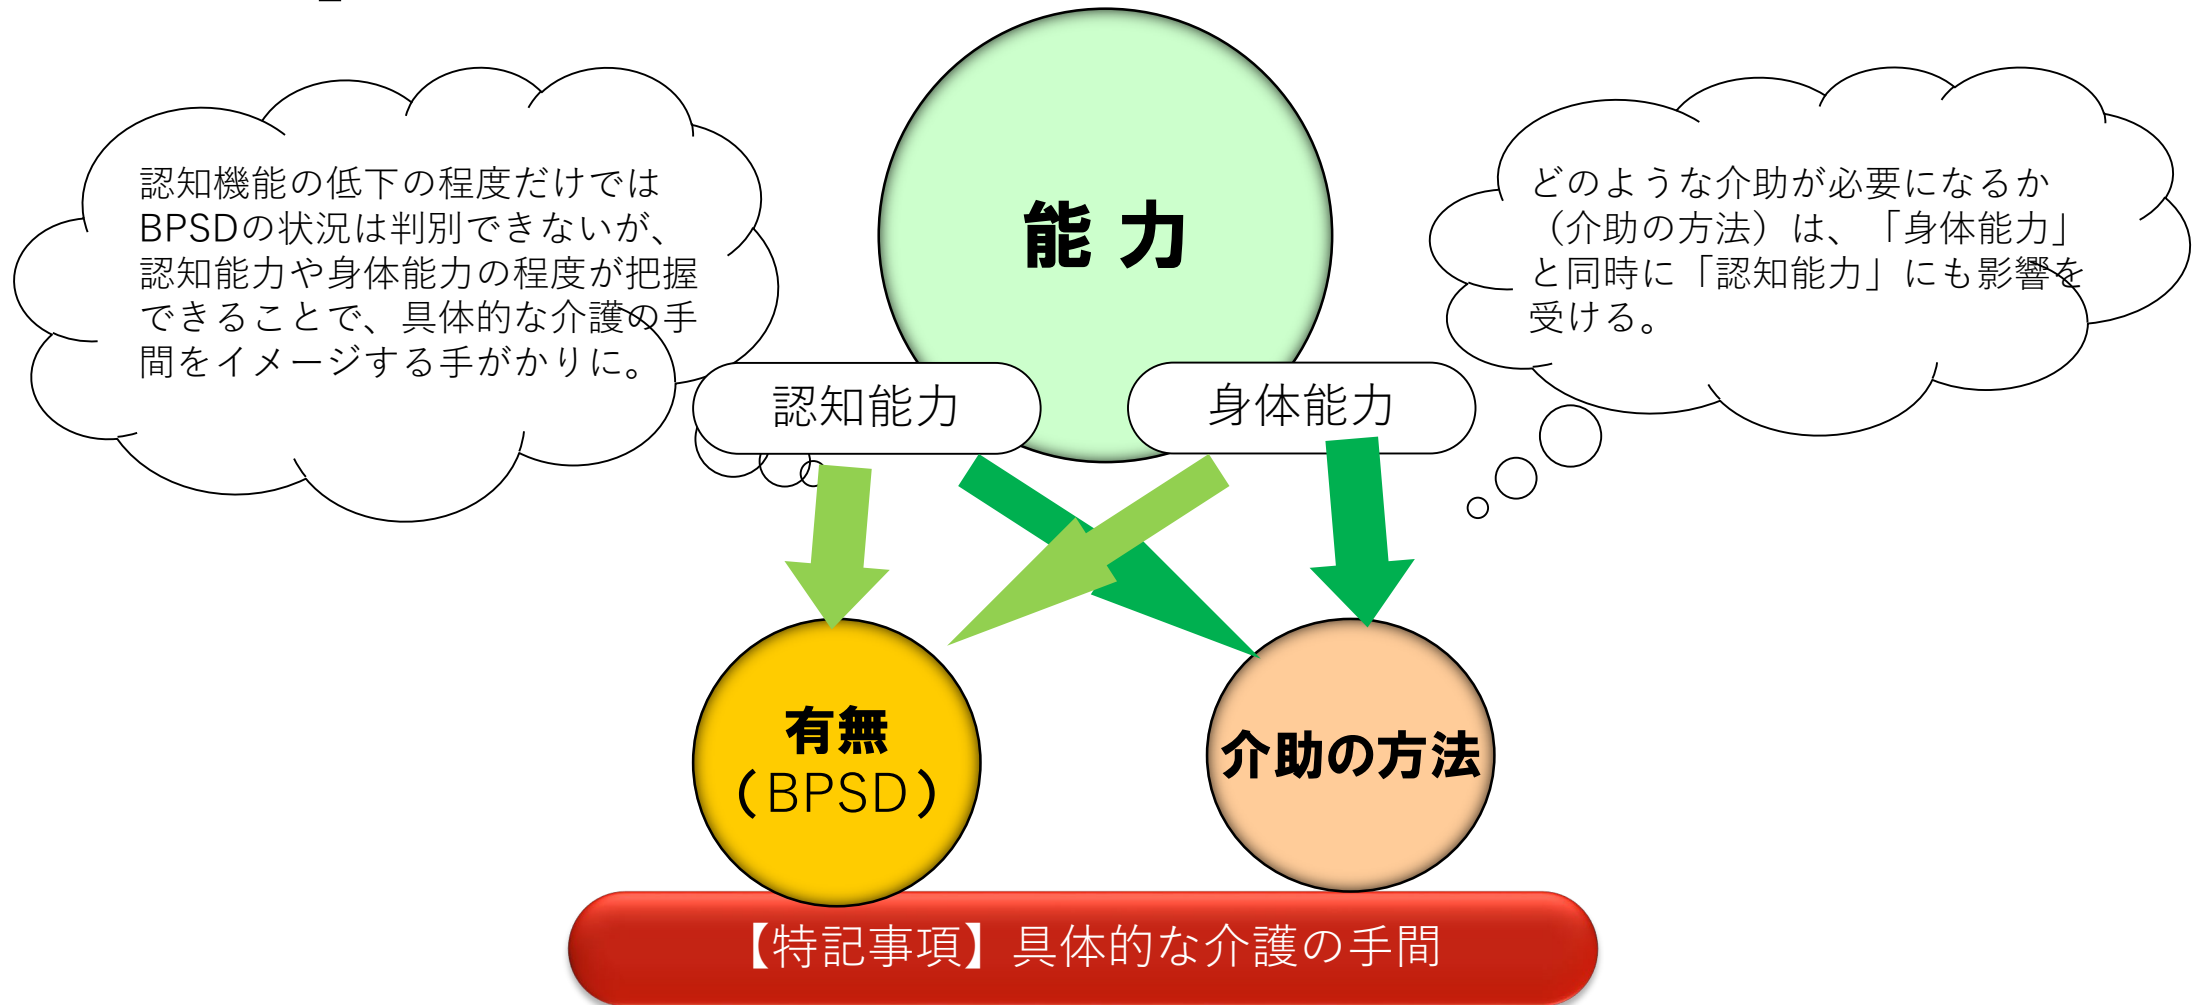 能 力
認知機能の低下の程度だけでは
BPSDの状況は判別できないが、
認知能力や身体能力の程度が把握
できることで、具体的な介護の手
間をイメージする手がかりに。
どのような介助が必要になるか
（介助の方法）は、「身体能力」
と同時に「認知能力」にも影響を
受ける。
認知能力
身体能力
有無
（BPSD）
介助の方法
【特記事項】具体的な介護の手間